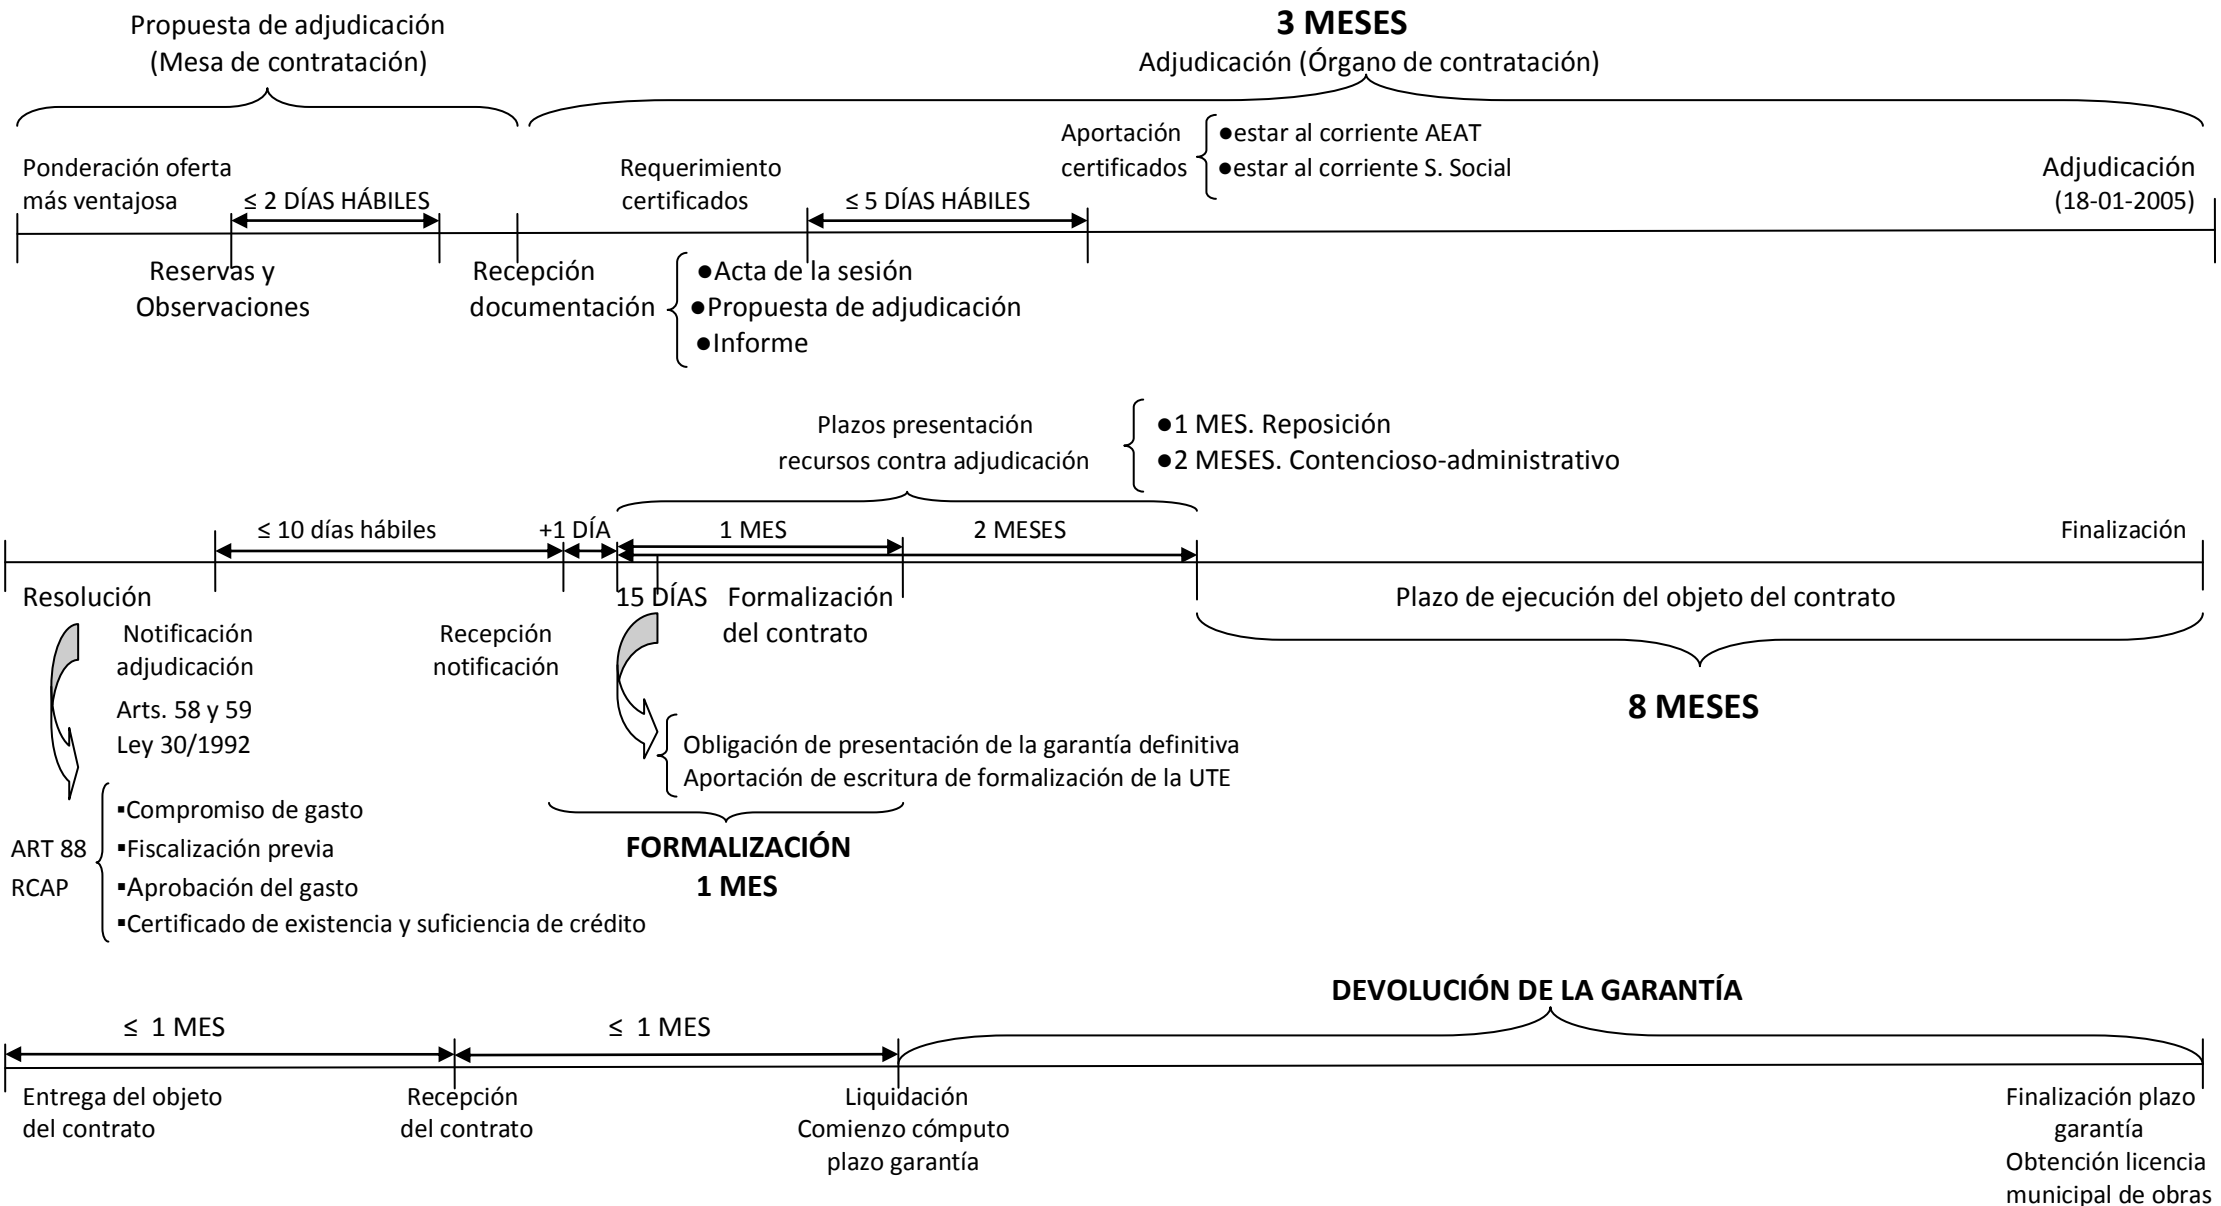 Propuesta de adjudicación
(Mesa de contratación)
3 MESES
Adjudicación (Órgano de contratación)
Ponderación oferta
más ventajosa
≤ 2 DÍAS HÁBILES
Requerimiento
certificados
≤ 5 DÍAS HÁBILES
Aportación
certificados
●estar al corriente AEAT
●estar al corriente S. Social
Adjudicación
(18-01-2005)
Reservas y
Observaciones
Recepción
documentación
●Acta de la sesión
●Propuesta de adjudicación
●Informe
Plazos presentación
recursos contra adjudicación
●1 MES. Reposición
●2 MESES. Contencioso-administrativo
≤ 10 días hábiles
+1 DÍA
1 MES
2 MESES
Finalización
Resolución
Notificación
adjudicación
Arts. 58 y 59
Ley 30/1992
Recepción
notificación
15 DÍAS
Formalización
del contrato
Plazo de ejecución del objeto del contrato
8 MESES
Obligación de presentación de la garantía definitiva
Aportación de escritura de formalización de la UTE
FORMALIZACIÓN
1 MES
ART 88
RCAP
▪Compromiso de gasto
▪Fiscalización previa
▪Aprobación del gasto
▪Certificado de existencia y suficiencia de crédito
DEVOLUCIÓN DE LA GARANTÍA
≤ 1 MES
≤ 1 MES
Entrega del objeto
del contrato
Recepción
del contrato
Liquidación
Comienzo cómputo
plazo garantía
Finalización plazo
garantía
Obtención licencia
municipal de obras